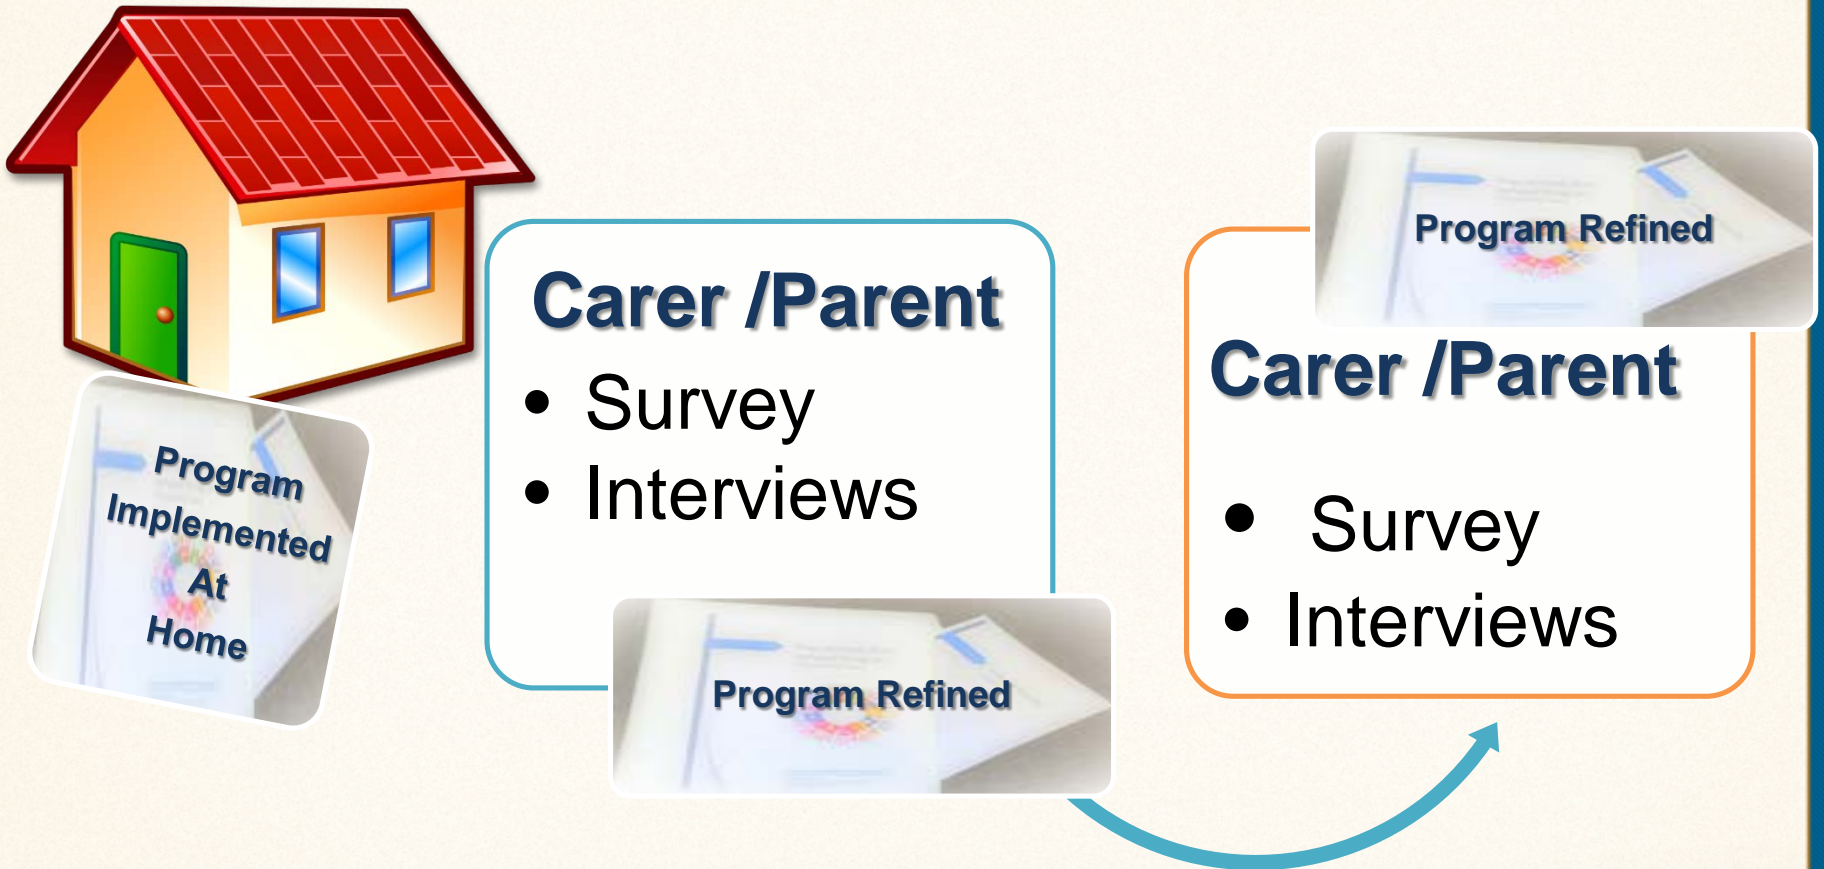 Program
Implemented
At
Home
Carer /Parent
• Survey
• Interviews
Program Refined
Program Refined
Carer /Parent
• Survey
• Interviews